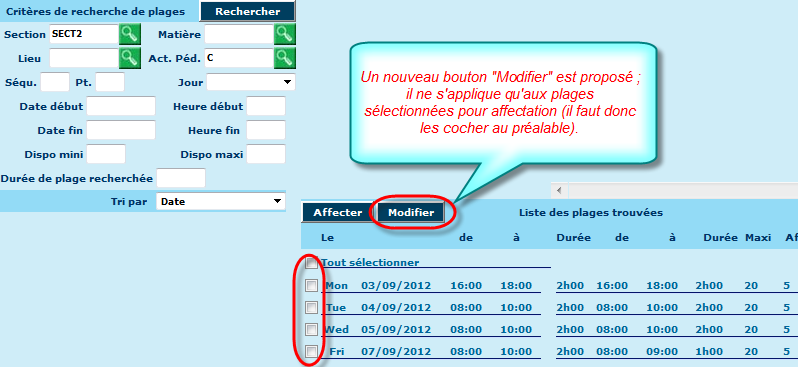 Critères de recherche de plages Rechercher
Section SECT2 Matière
Lieu Act. Péd. C
Séqu. Pt. Jour
Date début Heure début
Date fin Heure fin
Dispo mini Dispo maxi
Durée de plage recherchée
Tri par Date
Un nouveau bouton "Modifier" est proposé ;
il ne s'applique qu'aux plages
sélectionnées pour affectation (il faut donc
les cocher au préalable).
Affecter Modifier Liste des plages trouvées
Le de à Durée de à Durée Maxi
Tout sélectionner
Mon 03/09/2012 16:00 18:00 2h00 16:00 18:00 2h00 20 5
Tue 04/09/2012 08:00 10:00 2h00 08:00 10:00 2h00 20 5
Wed 05/09/2012 08:00 10:00 2h00 08:00 10:00 2h00 20 5
Fri 07/09/2012 08:00 10:00 2h00 08:00 09:00 1h00 20 5